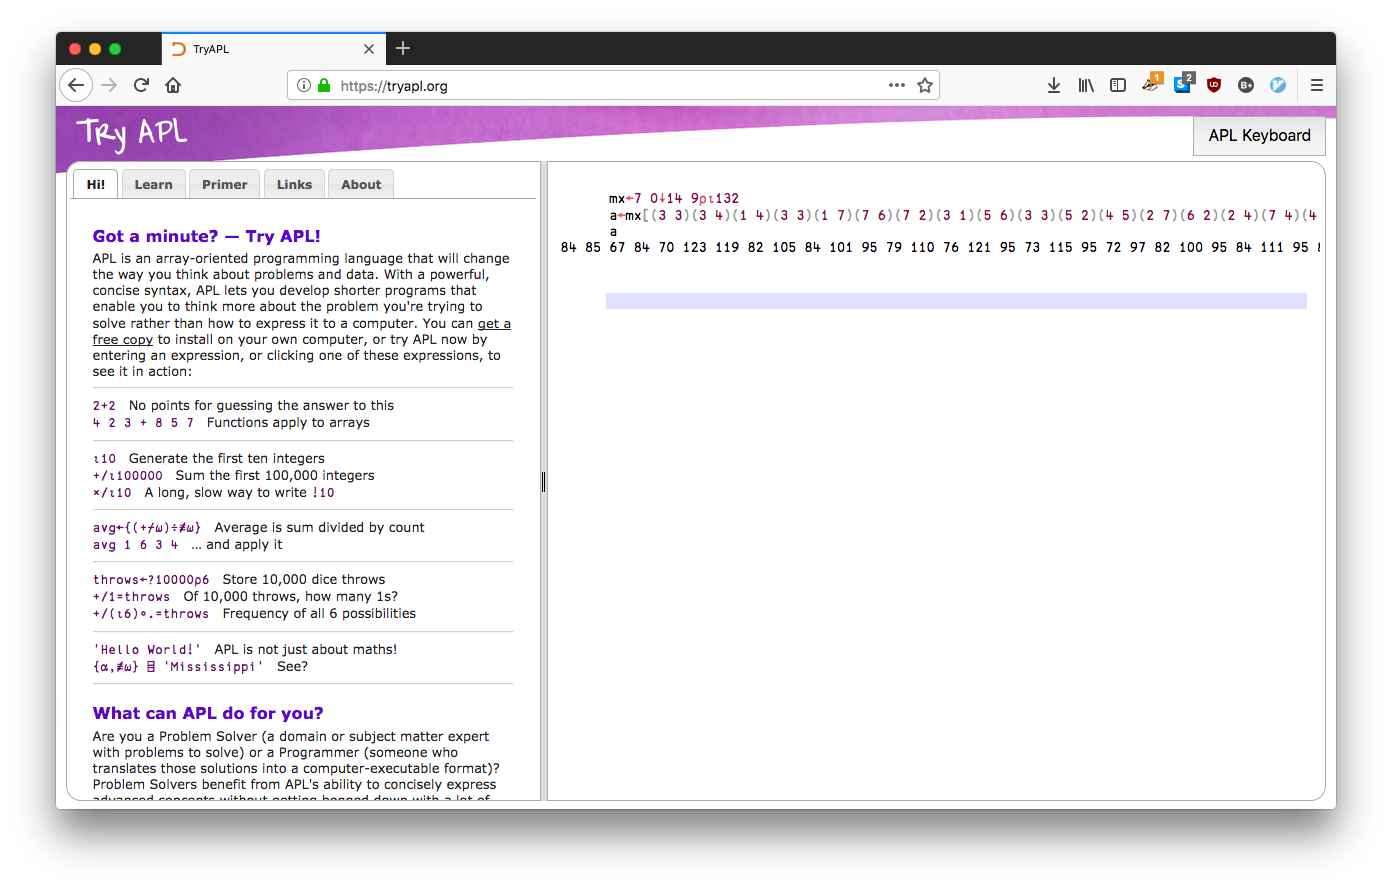 TryAPL
https://tryapl.org
1
2
Try APL
APL Keyboard
Hi!
Learn
Primer
Links
About
Got a minute? — Try APL!
APL is an array-oriented programming language that will change
the way you think about problems and data. With a powerful,
concise syntax, APL lets you develop shorter programs that
enable you to think more about the problem you're trying to
solve rather than how to express it to a computer. You can get a
free copy to install on your own computer, or try APL now by
entering an expression, or clicking one of these expressions, to
see it in action:
2+2 No points for guessing the answer to this
4 2 3 + 8 5 7 Functions apply to arrays
⍳10 Generate the first ten integers
+/⍳100000 Sum the first 100,000 integers
×/⍳10 A long, slow way to write !10
avg←{(+⌿⍵)÷≢⍵} Average is sum divided by count
avg 1 6 3 4 ... and apply it
throws←?10000⍴6 Store 10,000 dice throws
+/1=throws Of 10,000 throws, how many 1s?
+/(⍳6)∘.=throws Frequency of all 6 possibilities
'Hello World!' APL is not just about maths!
{⍺,≢⍵} ⌸ 'Mississippi' See?
What can APL do for you?
Are you a Problem Solver (a domain or subject matter expert
with problems to solve) or a Programmer (someone who
translates those solutions into a computer-executable format)?
Problem Solvers benefit from APL's ability to concisely express
advanced concepts without getting bogged down with a lot of
mx←7 0↓14 9⍴⍳132
a←mx[(3 3)(3 4)(1 4)(3 3)(1 7)(7 6)(7 2)(3 1)(5 6)(3 3)(5 2)(4 5)(2 7)(6 2)(2 4)(7 4)(4
a
84 85 67 84 70 123 119 82 105 84 101 95 79 110 76 121 95 73 115 95 72 97 82 100 95 84 111 95